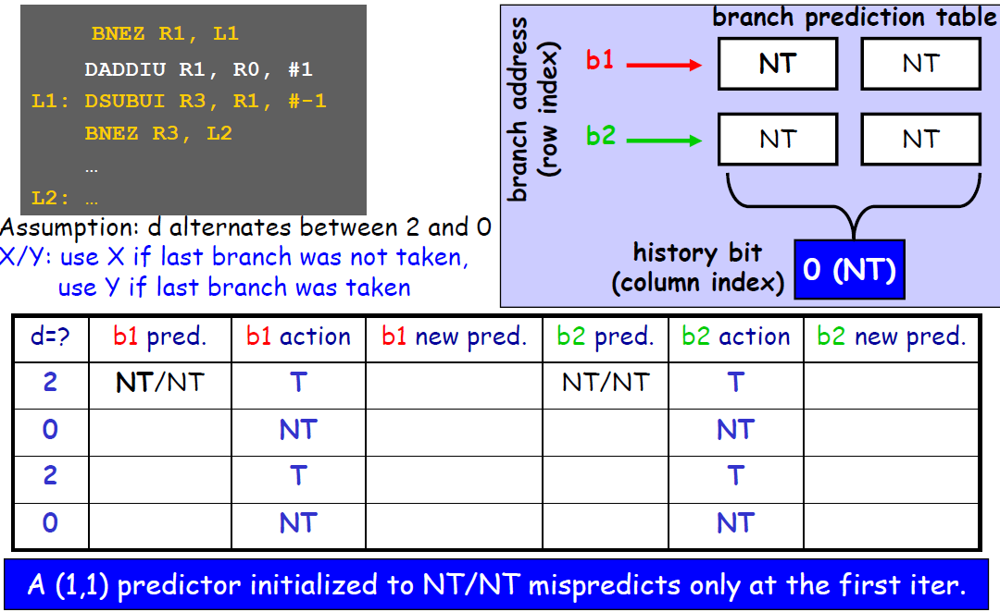 BNEZ R1, L1
DADDIU R1, R0, #1
L1: DSUBUI R3, R1, #-1
BNEZ R3, L2
…
L2: …
Assumption: d alternates between 2 and 0
X/Y: use X if last branch was not taken,
use Y if last branch was taken
branch prediction table
branch address
(row index)
b1 NT NT
b2 NT NT
history bit
(column index)
0 (NT)
d=? b1 pred. b1 action b1 new pred. b2 pred. b2 action b2 new pred.
2 NT/NT T NT/NT T
0 NT NT
2 T T
0 NT NT
A (1,1) predictor initialized to NT/NT mispredicts only at the first iter.